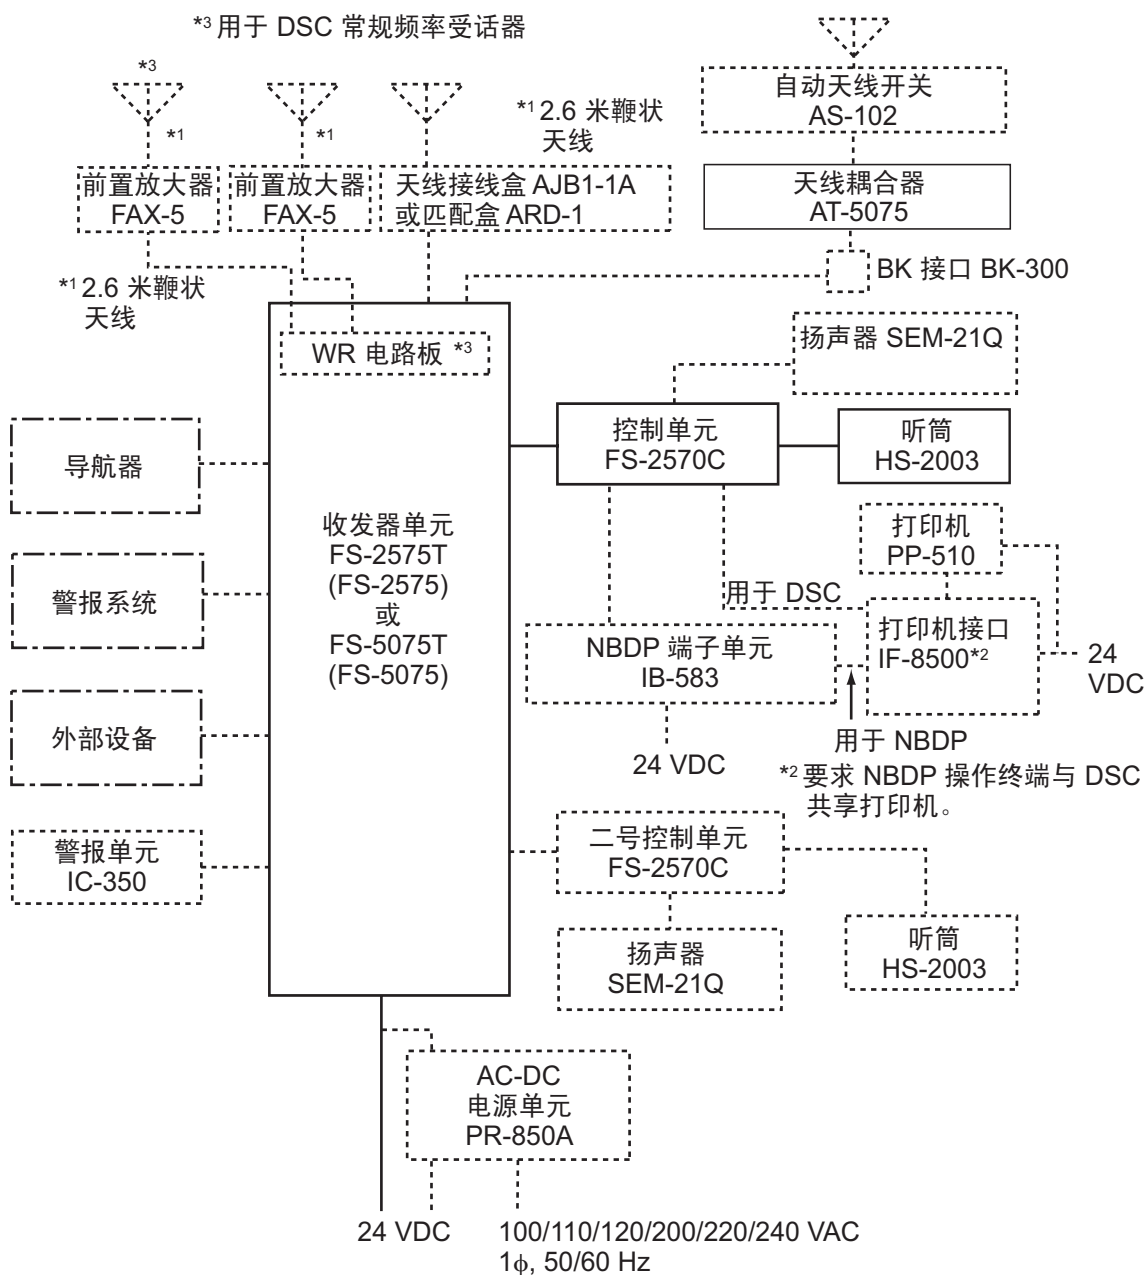 *3 用于 DSC 常规频率受话器
*3
*1
*1
*1 2.6 米鞭状
天线
自动天线开关
AS-102
前置放大器
FAX-5
前置放大器
FAX-5
天线接线盒 AJB1-1A
或匹配盒 ARD-1
天线耦合器
AT-5075
*1 2.6 米鞭状
天线
BK 接口 BK-300
WR 电路板 *3
扬声器 SEM-21Q
控制单元
FS-2570C
听筒
HS-2003
导航器
收发器单元
FS-2575T
(FS-2575)
或
FS-5075T
(FS-5075)
打印机
PP-510
警报系统
用于 DSC
打印机接口
IF-8500*2
NBDP 端子单元
IB-583
24
VDC
外部设备
24 VDC
用于 NBDP
*2 要求 NBDP 操作终端与 DSC
共享打印机。
警报单元
IC-350
二号控制单元
FS-2570C
扬声器
SEM-21Q
听筒
HS-2003
AC-DC
电源单元
PR-850A
24 VDC
100/110/120/200/220/240 VAC
1ϕ, 50/60 Hz